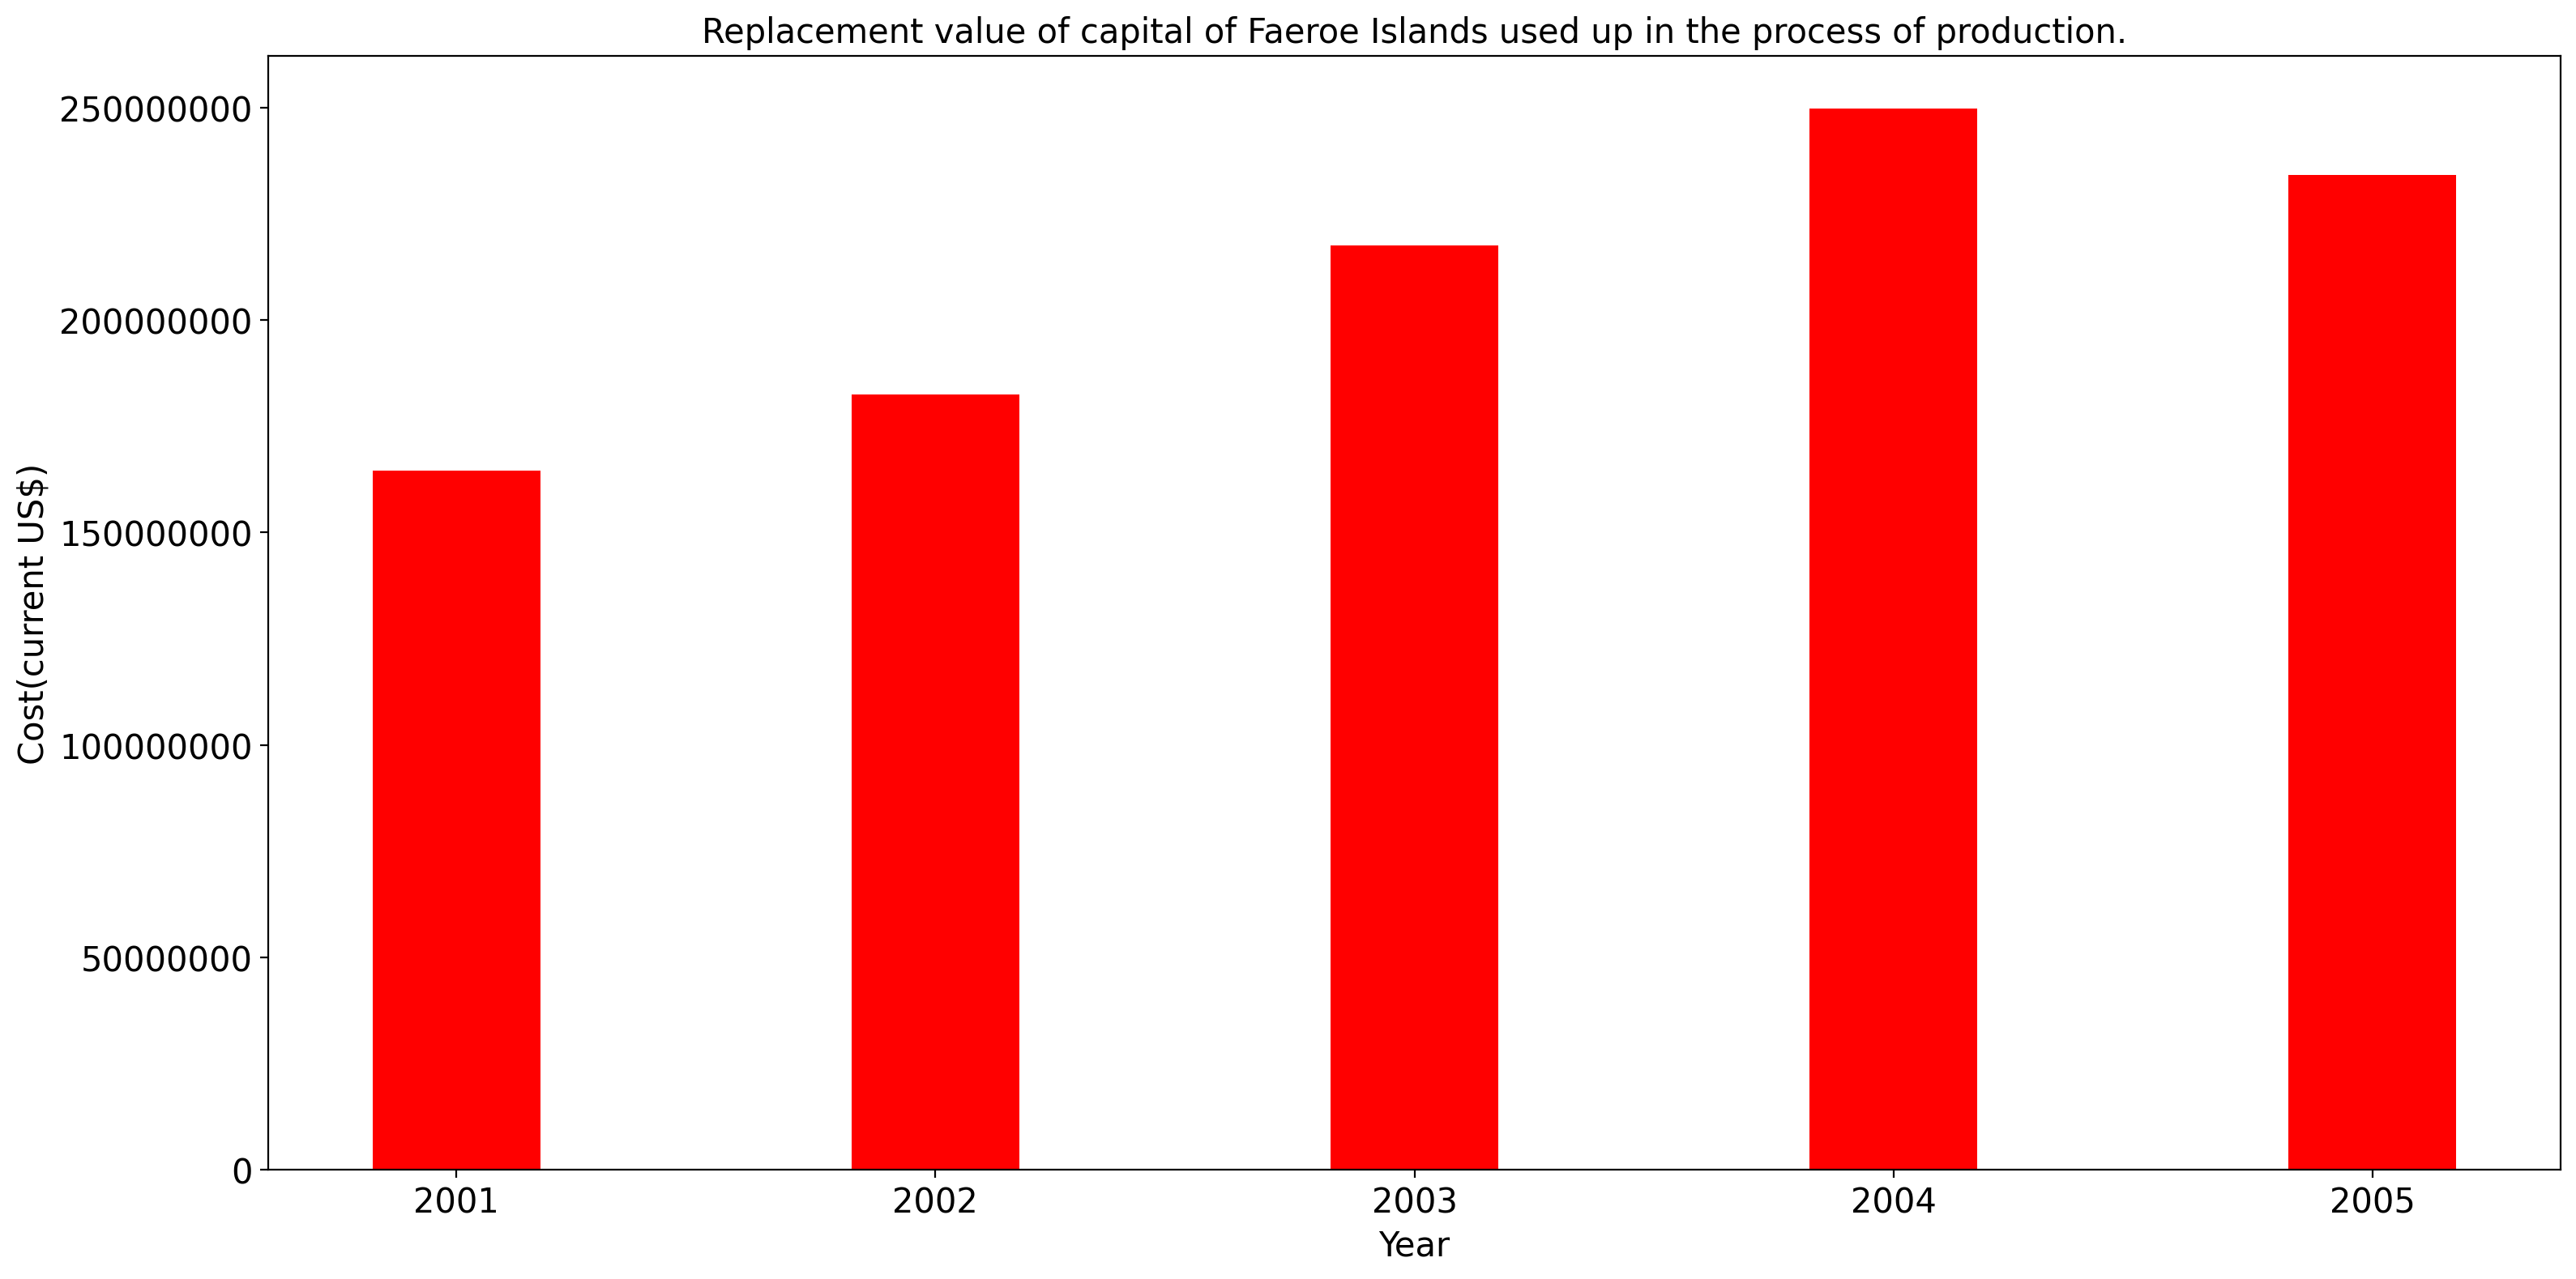 Replacement value of capital of Faeroe Islands used up in the process of production.
250000000
200000000
150000000
100000000
50000000
0
Cost(current US$)
2001 2002 2003 2004 2005
Year